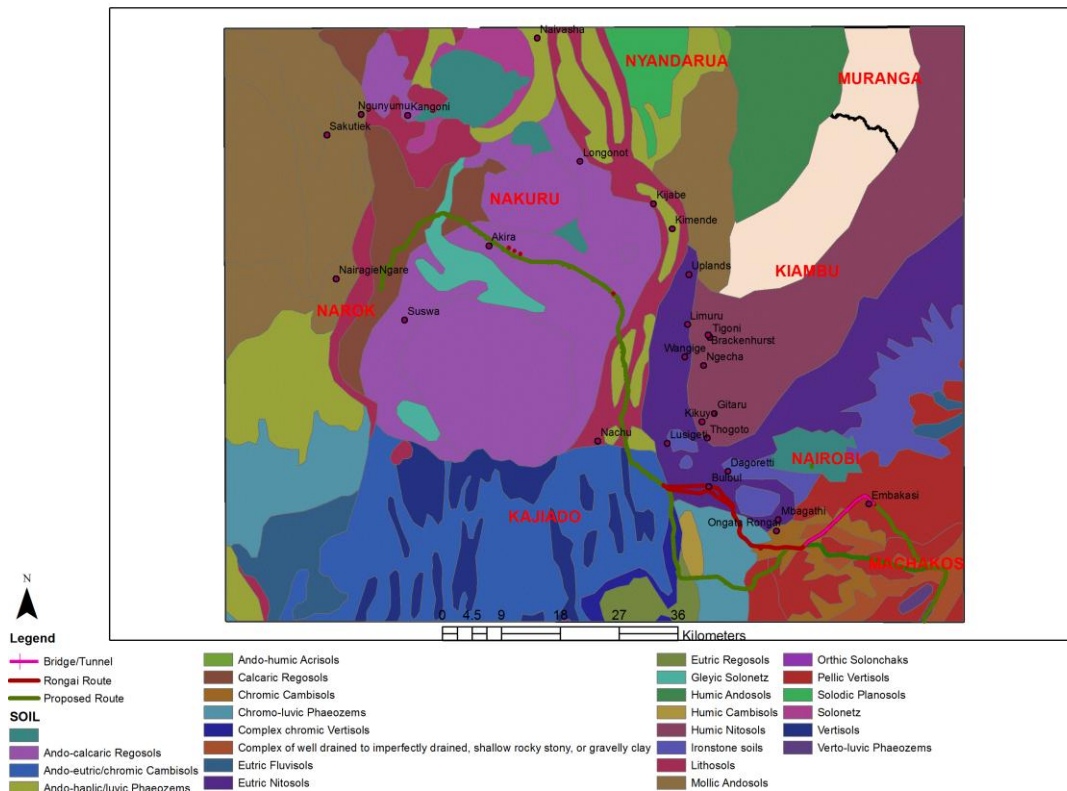 Naivasha
NYANDARUA
MURANGA
Ngunyumu
Kangoni
Sakutiek
Longonot
NAKURU
Kijabe
Kimende
Akira
KIAMBU
Uplands
NairagieNgare
NAROK
Suswa
Limuru
Tigoni
Brackenhurst
Wangige
Ngecha
Gitaru
Kikuy
Thogoto
Nachu
Lusigeti
NAIROBI
Dagoretti
Bulbul
Embakasi
KAJIADO
Mbagathi
Ongata Rongai
MACHAKOS
N
0 4.5 9 18 27 36
Kilometers
Legend
Bridge/Tunnel
Rongai Route
Proposed Route
SOIL
Ando-calcaric Regosols
Ando-eutric/chromic Cambisols
Ando-haplic/luvic Phaeozems
Ando-humic Acrisols
Calcaric Regosols
Chromic Cambisols
Chromo-luvic Phaeozems
Complex chromic Vertisols
Complex of well drained to imperfectly drained, shallow rocky stony, or gravelly clay
Eutric Fluvisols
Eutric Nitosols
Eutric Regosols
Gleyic Solonetz
Humic Andosols
Humic Cambisols
Humic Nitosols
Ironstone soils
Lithosols
Mollic Andosols
Orthic Solonchaks
Pellic Vertisols
Solodic Planosols
Solonetz
Vertisols
Verto-luvic Phaeozems